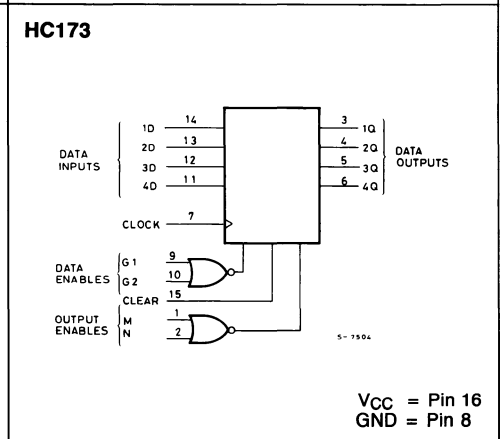 HC173
DATA INPUTS
1D 14
2D 13
3D 12
4D 11
CLOCK 7
DATA ENABLES
G1 9
G2 10
CLEAR 15
OUTPUT ENABLES
M 1
N 2
3 1Q
4 2Q
5 3Q
6 4Q
DATA OUTPUTS
S-7504
VCC = Pin 16
GND = Pin 8